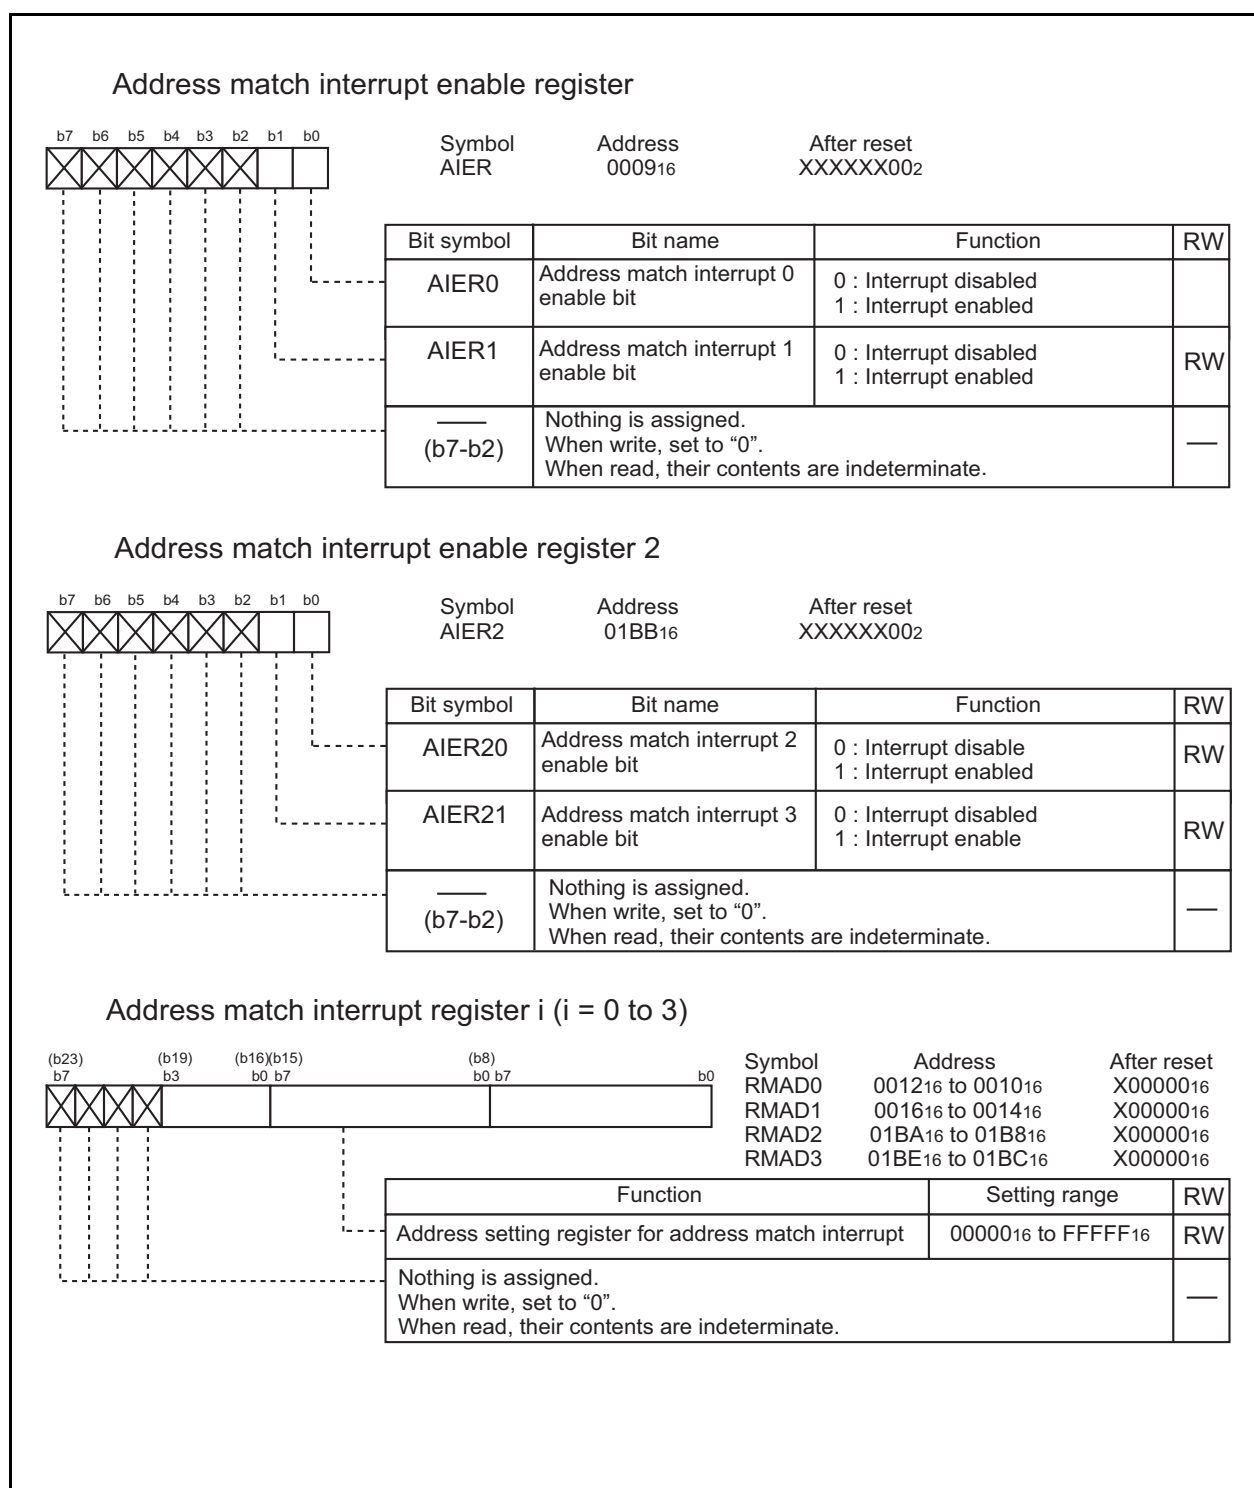 Address match interrupt enable register
b7 b6 b5 b4 b3 b2 b1 b0
Symbol Address After reset
AIER 000916 XXXXXX002
Bit symbol Bit name Function RW
AIER0 Address match interrupt 0 enable bit 0 : Interrupt disabled
1 : Interrupt enabled
AIER1 Address match interrupt 1 enable bit 0 : Interrupt disabled RW
1 : Interrupt enabled
Nothing is assigned.
(b7-b2) When write, set to “0”. —
When read, their contents are indeterminate.
Address match interrupt enable register 2
b7 b6 b5 b4 b3 b2 b1 b0
Symbol Address After reset
AIER2 01BB16 XXXXXX002
Bit symbol Bit name Function RW
AIER20 Address match interrupt 2 enable bit 0 : Interrupt disable RW
1 : Interrupt enabled
AIER21 Address match interrupt 3 enable bit 0 : Interrupt disabled RW
1 : Interrupt enable
Nothing is assigned.
(b7-b2) When write, set to “0”. —
When read, their contents are indeterminate.
Address match interrupt register i (i = 0 to 3)
(b23) (b19) (b16)(b15) (b8)
b7 b3 b0 b7 b0 b7 b0
Symbol Address After reset
RMAD0 001216 to 001016 X0000016
RMAD1 001616 to 001416 X0000016
RMAD2 01BA16 to 01B816 X0000016
RMAD3 01BE16 to 01BC16 X0000016
Function Setting range RW
Address setting register for address match interrupt 0000016 to FFFFF16 RW
Nothing is assigned.
When write, set to “0”. —
When read, their contents are indeterminate.